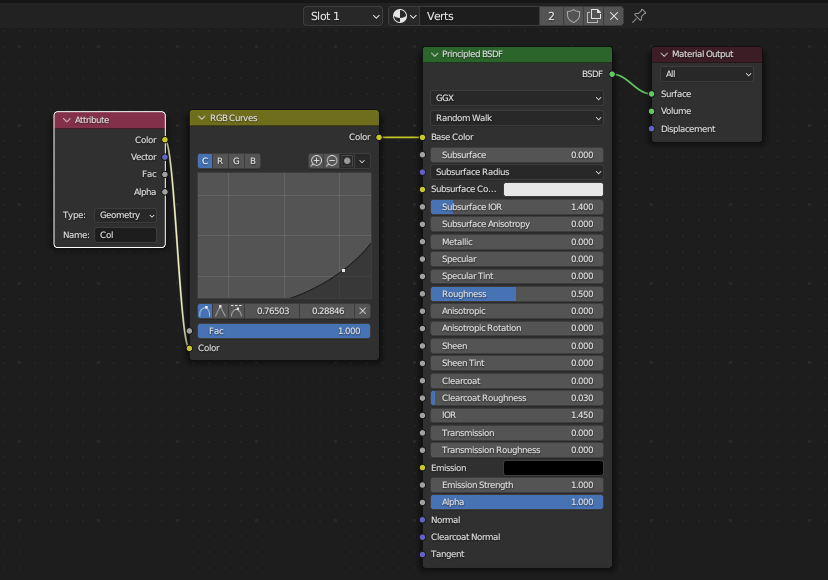 Slot 1
Verts
2
Attribute
Color
Vector
Fac
Alpha
Type: Geometry
Name: Col
RGB Curves
Color
C R G B
0.76503 0.28846
Fac 1.000
Color
Principled BSDF
BSDF
GGX
Random Walk
Base Color
Subsurface 0.000
Subsurface Radius
Subsurface Co...
Subsurface IOR 1.400
Subsurface Anisotropy 0.000
Metallic 0.000
Specular 0.000
Specular Tint 0.000
Roughness 0.500
Anisotropic 0.000
Anisotropic Rotation 0.000
Sheen 0.000
Sheen Tint 0.000
Clearcoat 0.000
Clearcoat Roughness 0.030
IOR 1.450
Transmission 0.000
Transmission Roughness 0.000
Emission
Emission Strength 1.000
Alpha 1.000
Normal
Clearcoat Normal
Tangent
Material Output
All
Surface
Volume
Displacement